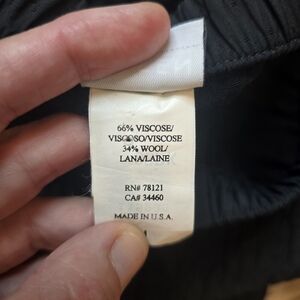 66% VISCOSE/
VISCOSO/VISCOSE
34% WOOL/
LANA/LAINE
RN# 78121
CA# 34460
MADE IN U.S.A.